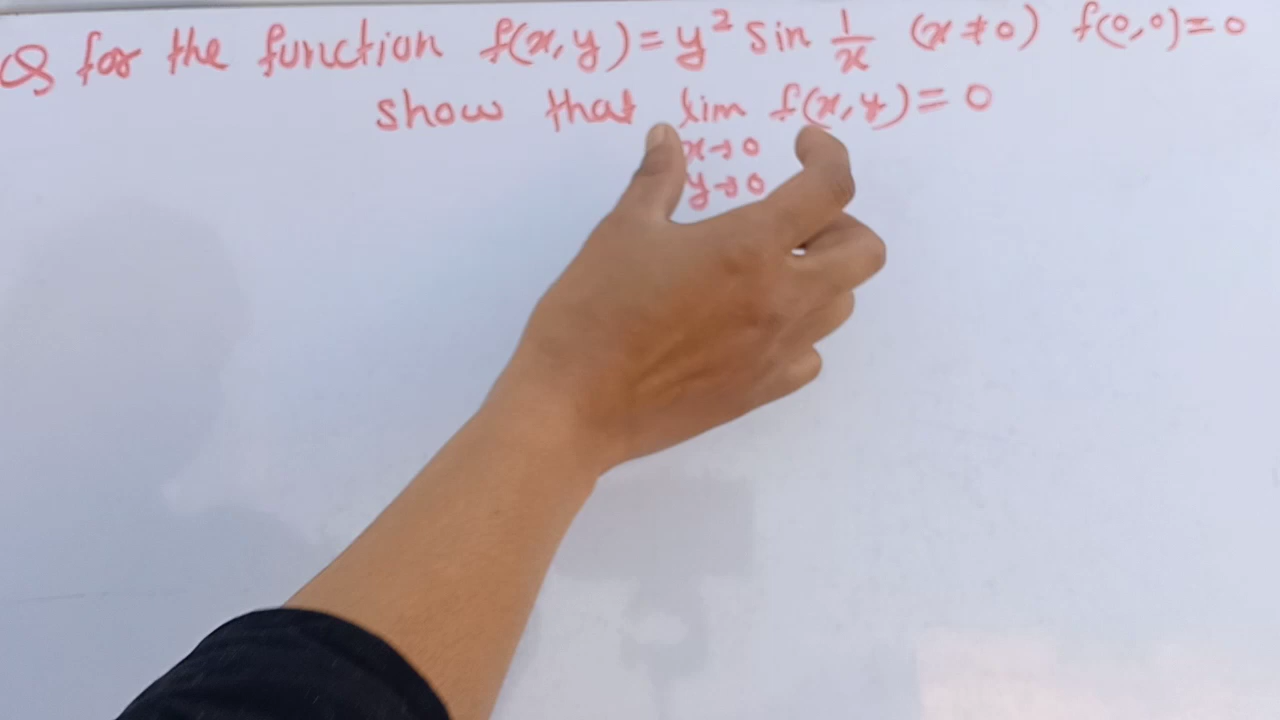 Q for the function f(x,y)=y² sin 1/x (x≠0) f(0,0)=0
show that lim f(x,y)=0
x→0
y→0